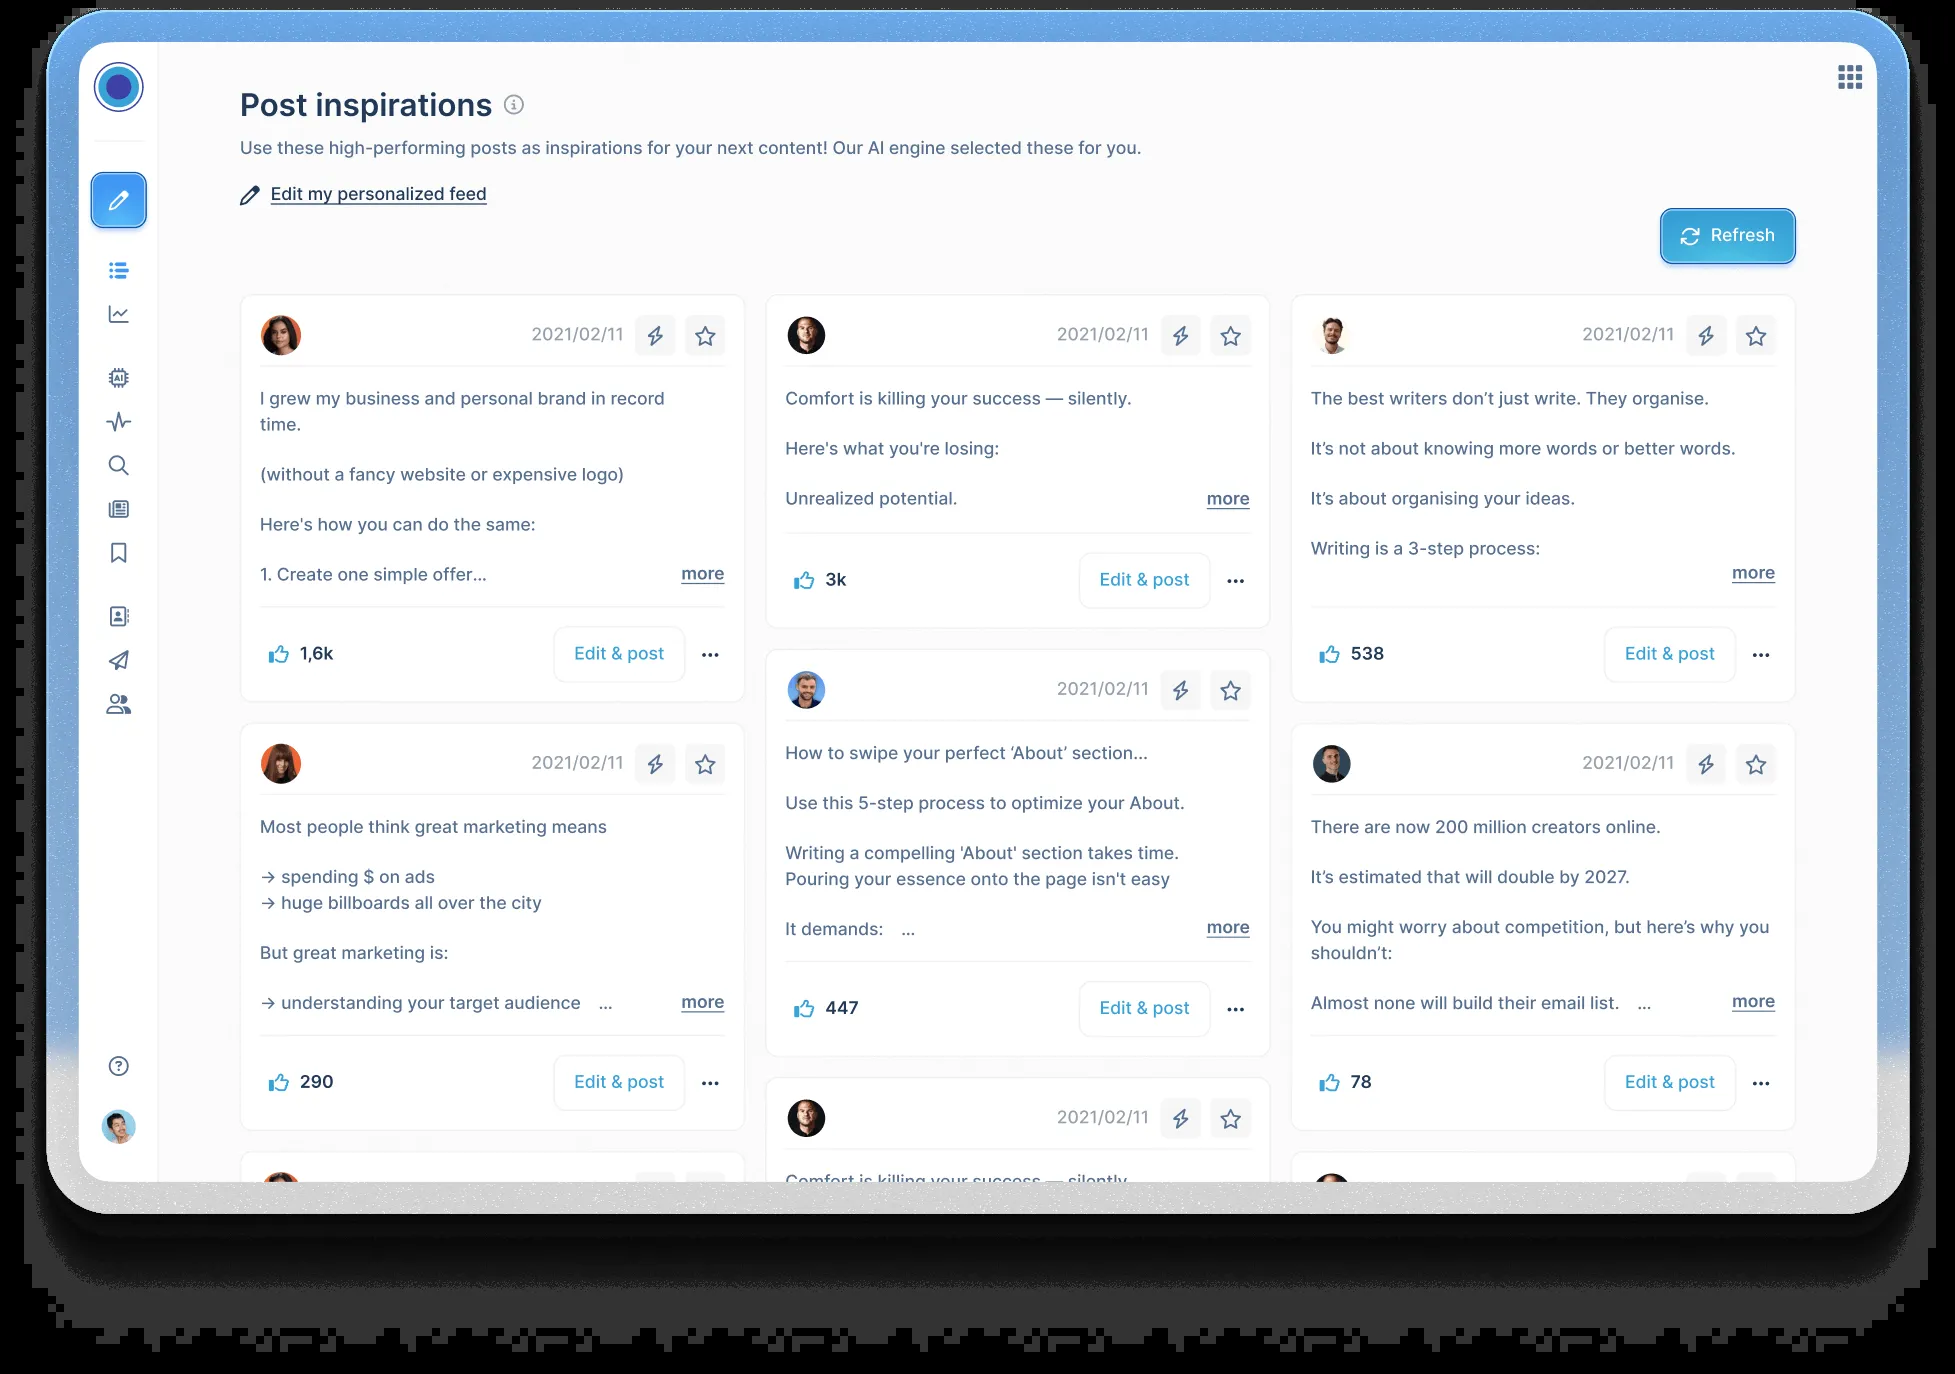 Post inspirations
Use these high-performing posts as inspirations for your next content! Our AI engine selected these for you.
Edit my personalized feed
Refresh
2021/02/11
I grew my business and personal brand in record
time.
(without a fancy website or expensive logo)
Here's how you can do the same:
1. Create one simple offer...
more
1,6k
Edit & post
2021/02/11
Most people think great marketing means
→ spending $ on ads
→ huge billboards all over the city
But great marketing is:
→ understanding your target audience ...
more
290
Edit & post
2021/02/11
Comfort is killing your success — silently.
Here's what you're losing:
Unrealized potential.
more
3k
Edit & post
2021/02/11
How to swipe your perfect ‘About’ section...
Use this 5-step process to optimize your About.
Writing a compelling 'About' section takes time.
Pouring your essence onto the page isn't easy
It demands: ...
more
447
Edit & post
2021/02/11
Comfort is killing your success — silently.
2021/02/11
The best writers don’t just write. They organise.
It’s not about knowing more words or better words.
It’s about organising your ideas.
Writing is a 3-step process:
more
538
Edit & post
2021/02/11
There are now 200 million creators online.
It’s estimated that will double by 2027.
You might worry about competition, but here’s why you
shouldn’t:
Almost none will build their email list. ...
more
78
Edit & post
AI